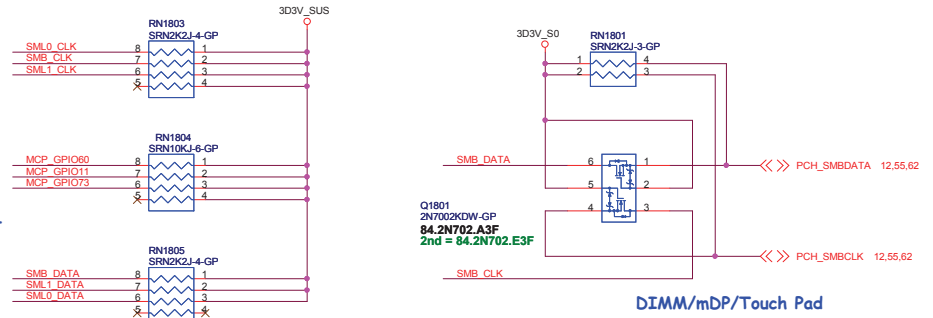 3D3V_SUS
RN1803
SRN2K2J-4-GP
SML0_CLK 8 1
SMB_CLK 7 2
SML1_CLK 6 3
5 4
RN1804
SRN10KJ-6-GP
MCP_GPIO60 8 1
MCP_GPIO11 7 2
MCP_GPIO73 6 3
5 4
RN1805
SRN2K2J-4-GP
SMB_DATA 8 1
SML1_DATA 7 2
SML0_DATA 6 3
5 4
3D3V_S0
RN1801
SRN2K2J-3-GP
1 4
2 3
SMB_DATA 6 1 PCH_SMBDATA 12,55,62
5 2
4 3
Q1801
2N7002KDW-GP
84.2N702.A3F
2nd = 84.2N702.E3F
PCH_SMBCLK 12,55,62
SMB_CLK
DIMM/mDP/Touch Pad